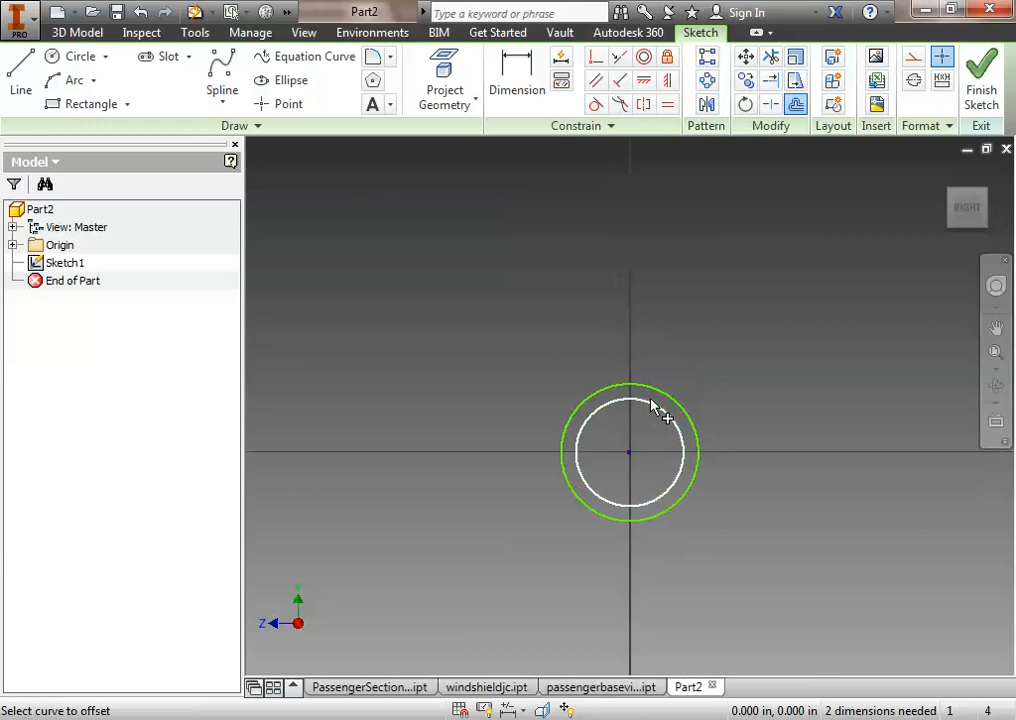 Part2
Type a keyword or phrase
Sign In
PRO
3D Model
Inspect
Tools
Manage
View
Environments
BIM
Get Started
Vault
Autodesk 360
Sketch
Line
Circle
Arc
Rectangle
Slot
Spline
Equation Curve
Ellipse
Point
A
Project
Geometry
Dimension
Finish
Sketch
Draw
Constrain
Pattern
Modify
Layout
Insert
Format
Exit
Model
Part2
View: Master
Origin
Sketch1
End of Part
RIGHT
Y
Z
PassengerSection...ipt
windshieldjc.ipt
passengerbasevi...ipt
Part2
Select curve to offset
0.000 in, 0.000 in
2 dimensions needed
1
4